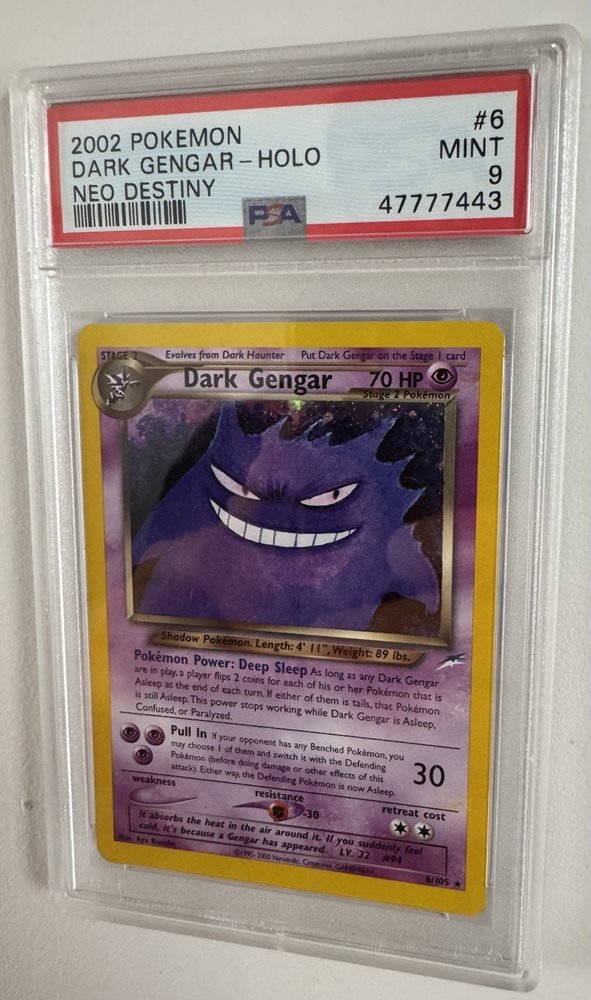 2002 POKEMON #6
DARK GENGAR-HOLO MINT
NEO DESTINY 9
PSA 47777443
STAGE 2 Evolves from Dark Haunter Put Dark Gengar on the Stage 1 card
Dark Gengar 70 HP
Stage 2 Pokémon
Shadow Pokémon. Length: 4' 11", Weight: 89 lbs.
Pokémon Power: Deep Sleep As long as any Dark Gengar
are in play, a player flips 2 coins for each of his or her Pokémon that is
Asleep at the end of each turn. If either of them is tails, that Pokémon
is still Asleep. This power stops working while Dark Gengar is Asleep,
Confused, or Paralyzed.
Pull In If your opponent has any Benched Pokémon, you
may choose 1 of them and switch it with the Defending
Pokémon (before doing damage or other effects of this
attack). Either way, the Defending Pokémon is now Asleep.
30
weakness resistance retreat cost
-30
It absorbs the heat in the air around it. If you suddenly feel
cold, it's because a Gengar has appeared. LV. 32 #94
Illus. Aya Kusube
©1995-2000 Nintendo, Creatures, GAMEFREAK.
6/105